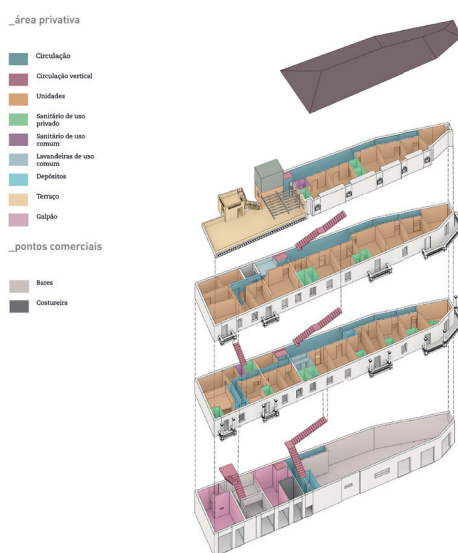 _área privativa
Circulação
Circulação vertical
Unidades
Sanitário de uso
privado
Sanitário de uso
comum
Lavandeiras de uso
comum
Depósitos
Terraço
Galpão
_pontos comerciais
Bares
Costureira